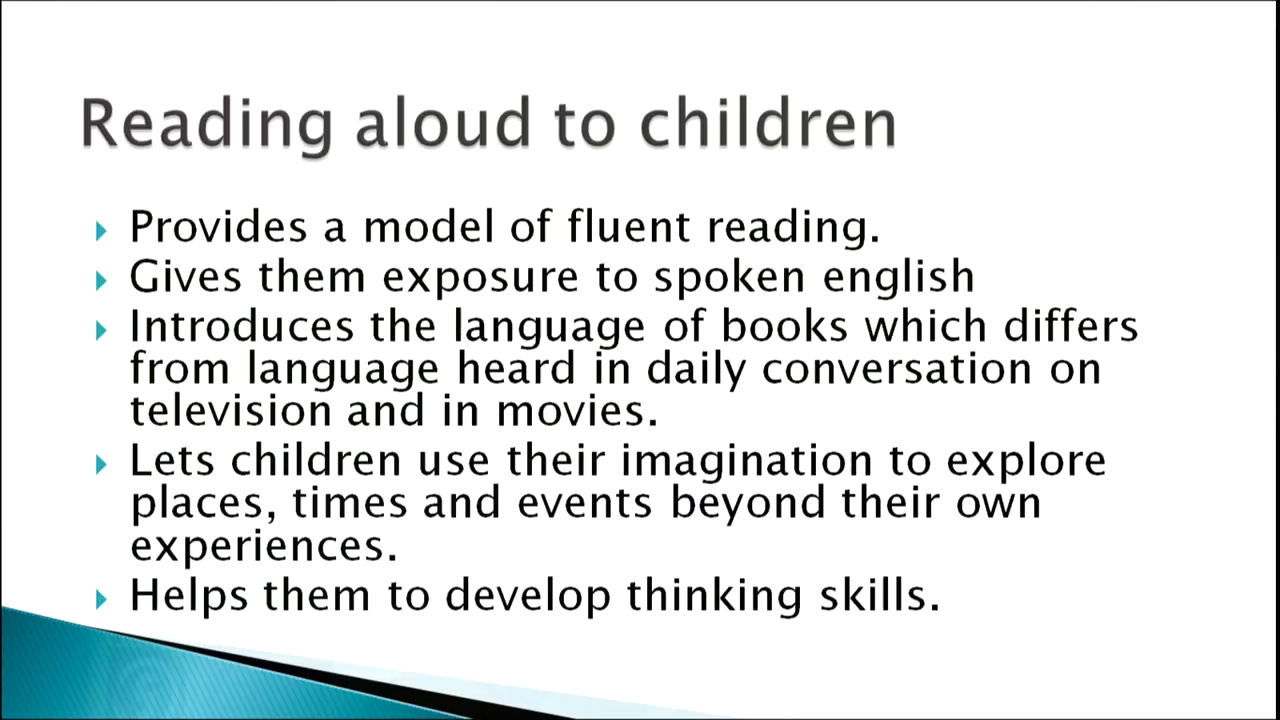 Reading aloud to children
Provides a model of fluent reading.
Gives them exposure to spoken english
Introduces the language of books which differs
from language heard in daily conversation on
television and in movies.
Lets children use their imagination to explore
places, times and events beyond their own
experiences.
Helps them to develop thinking skills.